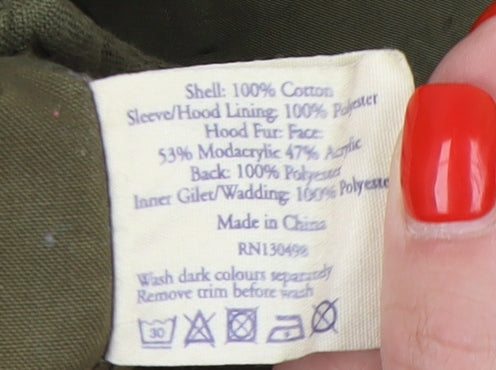 Shell: 100% Cotton
Sleeve/Hood Lining: 100% Polyester
Hood Fur: Face:
53% Modacrylic 47% Acrylic
Back: 100% Polyester
Inner Gilet/Wadding: 100% Polyester
Made in China
RN130498
Wash dark colours separately
Remove trim before wash
30